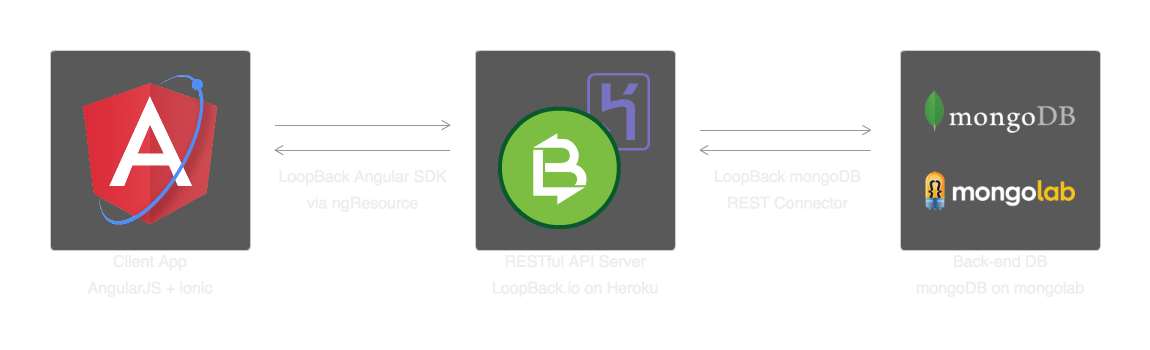 mongoDB
mongolab
LoopBack Angular SDK
via ngResource
LoopBack mongoDB
REST Connector
Client App
AngularJS + ionic
RESTful API Server
LoopBack.io on Heroku
Back-end DB
mongoDB on mongolab